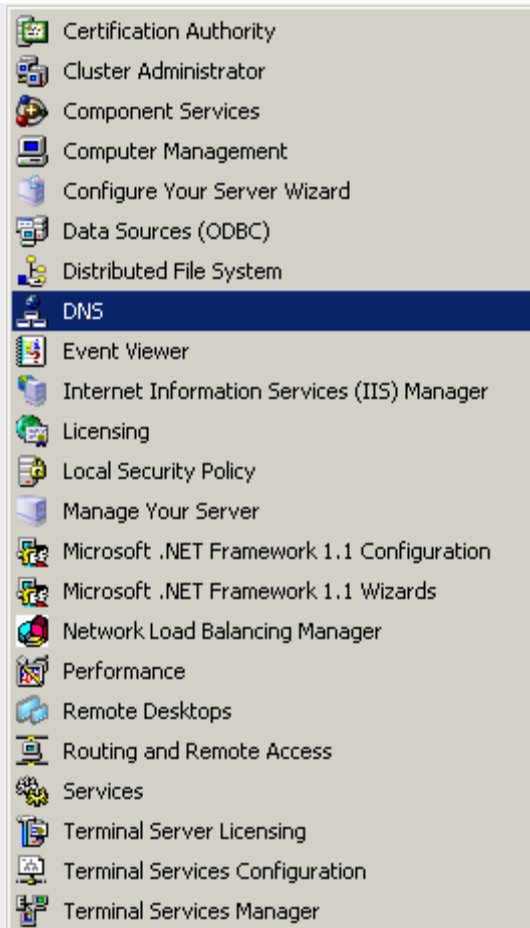 Certification Authority
Cluster Administrator
Component Services
Computer Management
Configure Your Server Wizard
Data Sources (ODBC)
Distributed File System
DNS
Event Viewer
Internet Information Services (IIS) Manager
Licensing
Local Security Policy
Manage Your Server
Microsoft .NET Framework 1.1 Configuration
Microsoft .NET Framework 1.1 Wizards
Network Load Balancing Manager
Performance
Remote Desktops
Routing and Remote Access
Services
Terminal Server Licensing
Terminal Services Configuration
Terminal Services Manager